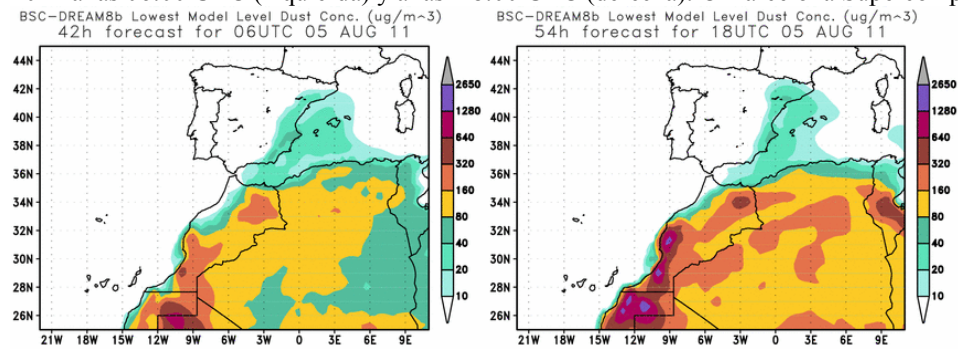 BSC-DREAM8b Lowest Model Level Dust Conc. (ug/m^3)
42h forecast for 06UTC 05 AUG 11
44N
42N
40N
38N
36N
34N
32N
30N
28N
26N
21W 18W 15W 12W 9W 6W 3W 0 3E 6E 9E
2650
1280
640
320
160
80
40
20
10
BSC-DREAM8b Lowest Model Level Dust Conc. (ug/m^3)
54h forecast for 18UTC 05 AUG 11
44N
42N
40N
38N
36N
34N
32N
30N
28N
26N
21W 18W 15W 12W 9W 6W 3W 0 3E 6E 9E
2650
1280
640
320
160
80
40
20
10